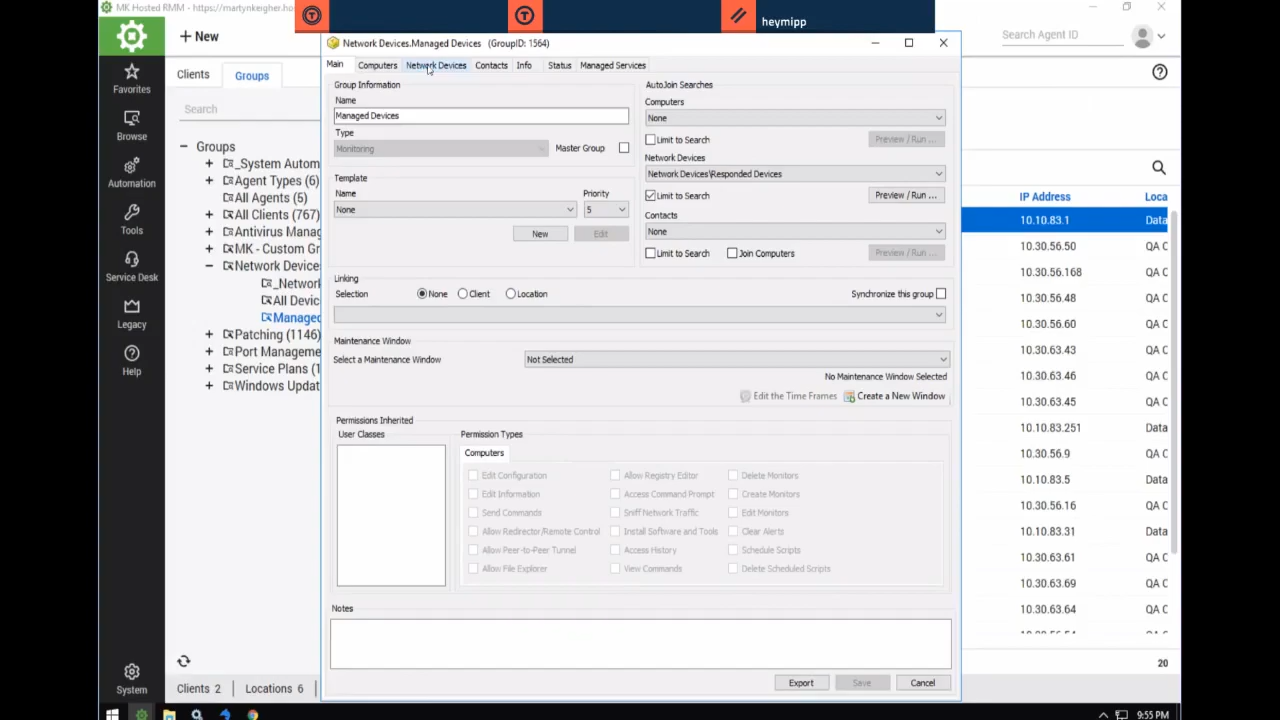 MK Hosted RMM - https://martynkeigher.ho
heymipp
+ New
Search Agent ID
Network Devices.Managed Devices (GroupID: 1564)
Main Computers Network Devices Contacts Info Status Managed Services
Favorites
Browse
Automation
Tools
Service Desk
Legacy
Help
System
Clients Groups
Search
Groups
_System Autom
Agent Types (6)
All Agents (6)
All Clients (767)
Antivirus Manag
MK - Custom Gr
Network Device
_Network
All Devic
Managed
Patching (1146)
Port Manageme
Service Plans (1
Windows Updat
Clients 2 Locations 6
Group Information
Name
Managed Devices
Type
Monitoring
Master Group
Template
Name Priority
None 5
New Edit
AutoJoin Searches
Computers
None
Limit to Search Preview / Run ...
Network Devices
Network Devices\Responded Devices
Limit to Search Preview / Run ...
Contacts
None
Limit to Search Join Computers Preview / Run ...
Linking
Selection None Client Location Synchronize this group
Maintenance Window
Select a Maintenance Window Not Selected
No Maintenance Window Selected
Edit the Time Frames Create a New Window
Permissions Inherited
User Classes
Permission Types
Computers
Edit Configuration Allow Registry Editor Delete Monitors
Edit Information Access Command Prompt Create Monitors
Send Commands Sniff Network Traffic Edit Monitors
Allow Redirector/Remote Control Install Software and Tools Clear Alerts
Allow Peer-to-Peer Tunnel Access History Schedule Scripts
Allow File Explorer View Commands Delete Scheduled Scripts
Notes
Export Save Cancel
IP Address Loca
10.10.83.1 Data
10.30.56.50 QA C
10.30.56.168 QA C
10.30.56.48 QA C
10.30.56.60 QA C
10.30.63.43 QA C
10.30.63.46 QA C
10.30.63.45 QA C
10.10.83.251 Data
10.30.56.9 QA C
10.10.83.5 Data
10.30.56.16 QA C
10.10.83.31 Data
10.30.63.61 QA C
10.30.63.69 QA C
10.30.63.64 QA C
20
9:55 PM